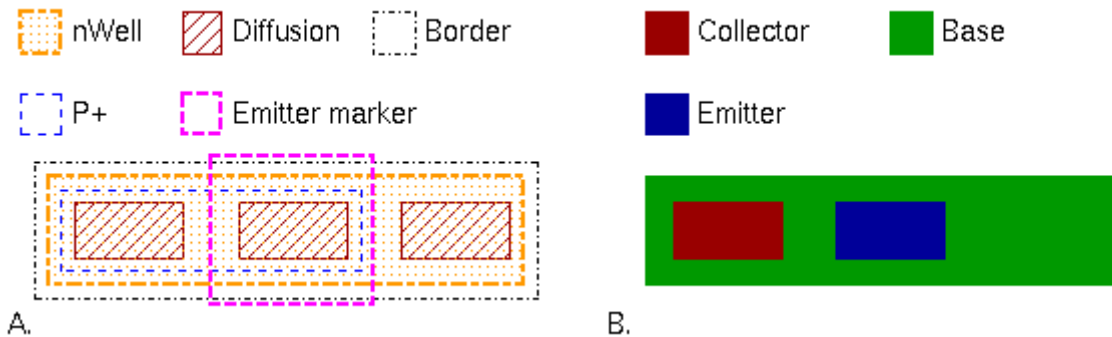 nWell Diffusion Border
P+ Emitter marker
A.
Collector Base
Emitter
B.